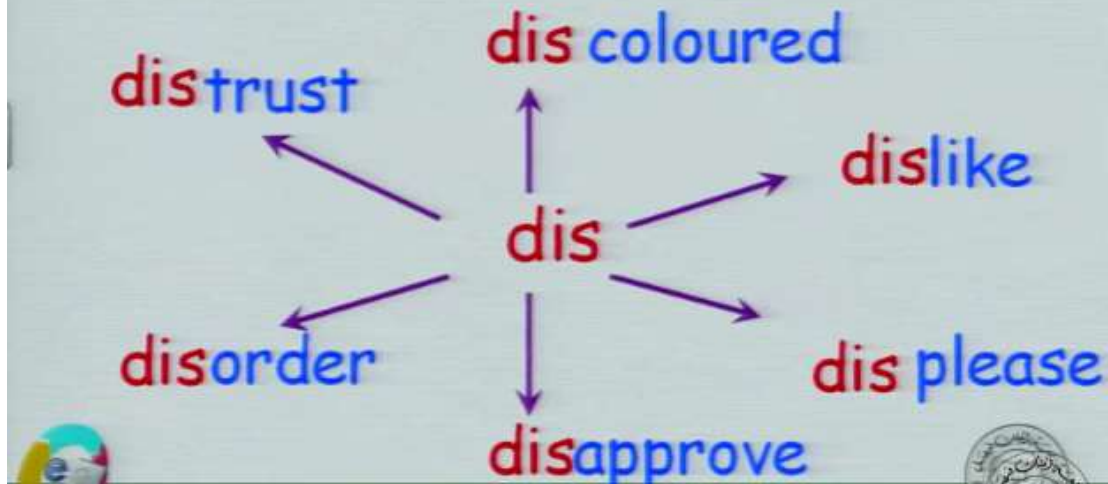 dis coloured
distrust
dislike
dis
disorder
dis please
disapprove